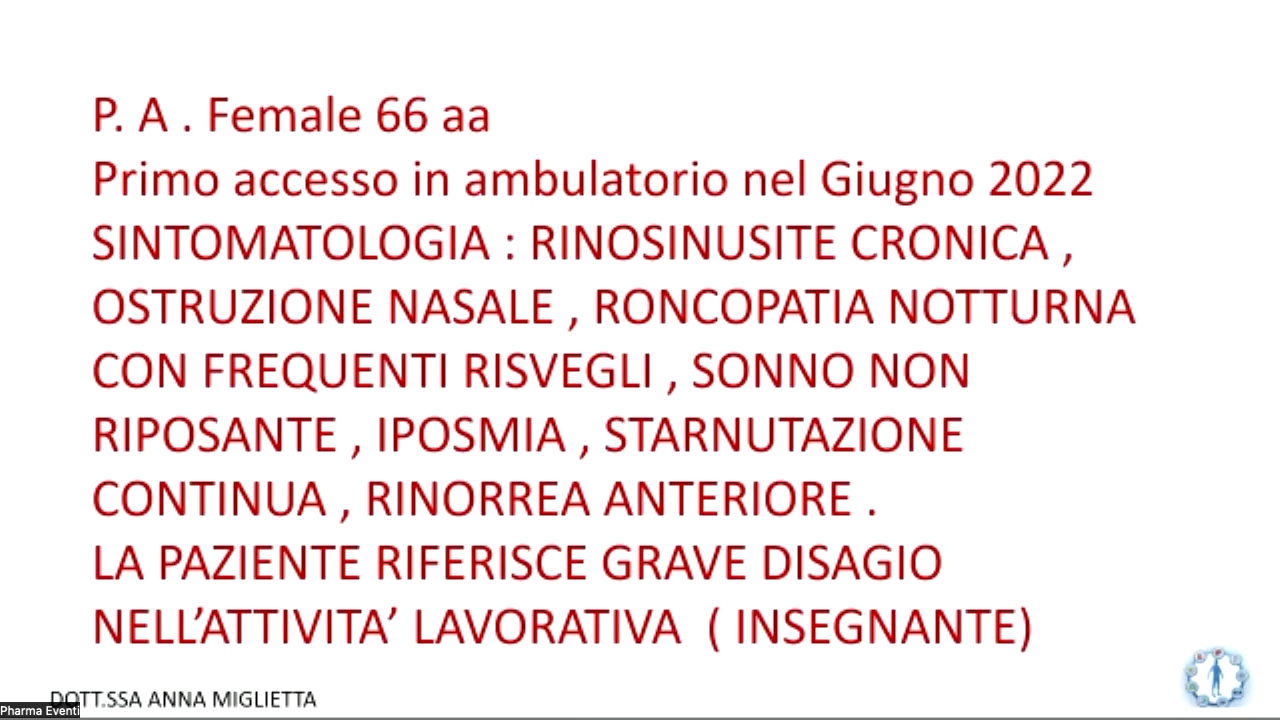 P. A . Female 66 aa
Primo accesso in ambulatorio nel Giugno 2022
SINTOMATOLOGIA : RINOSINUSITE CRONICA ,
OSTRUZIONE NASALE , RONCOPATIA NOTTURNA
CON FREQUENTI RISVEGLI , SONNO NON
RIPOSANTE , IPOSMIA , STARNUTAZIONE
CONTINUA , RINORREA ANTERIORE .
LA PAZIENTE RIFERISCE GRAVE DISAGIO
NELL’ATTIVITA’ LAVORATIVA ( INSEGNANTE)
DOTT.SSA ANNA MIGLIETTA
Pharma Eventi